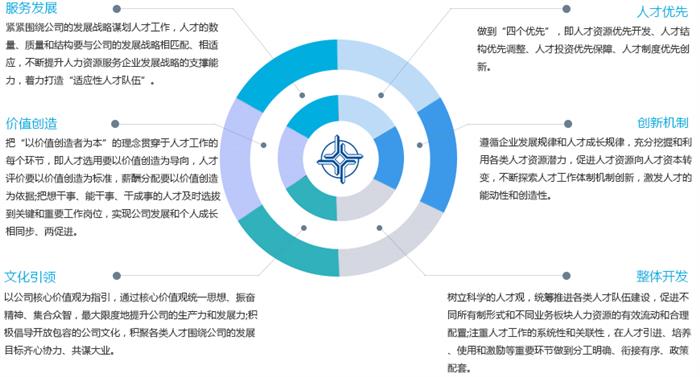 服务发展
紧紧围绕公司的发展战略谋划人才工作，人才的数
量、质量和结构要与公司的发展战略相匹配、相适
应，不断提升人力资源服务企业发展战略的支撑能
力，着力打造“适应性人才队伍”。
价值创造
把“以价值创造者为本”的理念贯穿于人才工作的
每个环节，即人才选用要以价值创造为导向，人才
评价要以价值创造为标准，薪酬分配要以价值创造
为依据;把想干事、能干事、干成事的人才及时选拔
到关键和重要工作岗位，实现公司发展和个人成长
相同步、两促进。
文化引领
以公司核心价值观为指引，通过核心价值观统一思想、振奋
精神、集合众智，最大限度地提升公司的生产力和发展力;积
极倡导开放包容的公司文化，积聚各类人才围绕公司的发展
目标齐心协力、共谋大业。
人才优先
做到“四个优先”，即人才资源优先开发、人才结
构优先调整、人才投资优先保障、人才制度优先创
新。
创新机制
遵循企业发展规律和人才成长规律，充分挖掘和利
用各类人才资源潜力，促进人才资源向人才资本转
变，不断探索人才工作体制机制创新，激发人才的
能动性和创造性。
整体开发
树立科学的人才观，统筹推进各类人才队伍建设，促进不
同所有制形式和不同业务板块人力资源的有效流动和合理
配置;注重人才工作的系统性和关联性，在人才引进、培养
、使用和激励等重要环节做到分工明确、衔接有序、政策
配套。